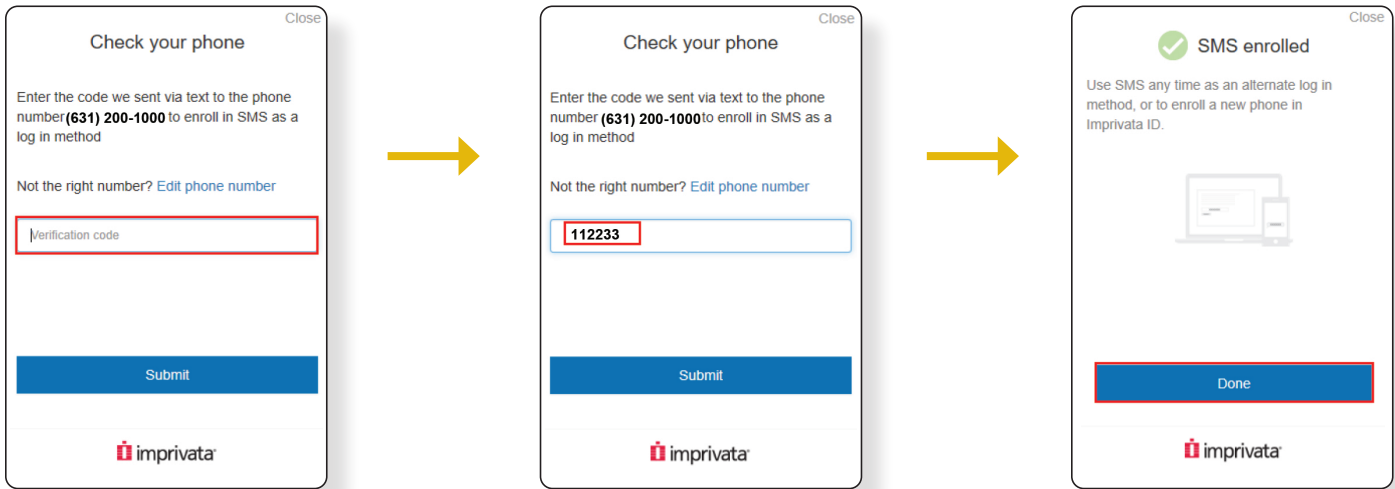 Close
Check your phone
Enter the code we sent via text to the phone
number (631) 200-1000 to enroll in SMS as a
log in method
Not the right number? Edit phone number
Verification code
Submit
imprivata
Close
Check your phone
Enter the code we sent via text to the phone
number (631) 200-1000 to enroll in SMS as a
log in method
Not the right number? Edit phone number
112233
Submit
imprivata
Close
SMS enrolled
Use SMS any time as an alternate log in
method, or to enroll a new phone in
Imprivata ID.
Done
imprivata